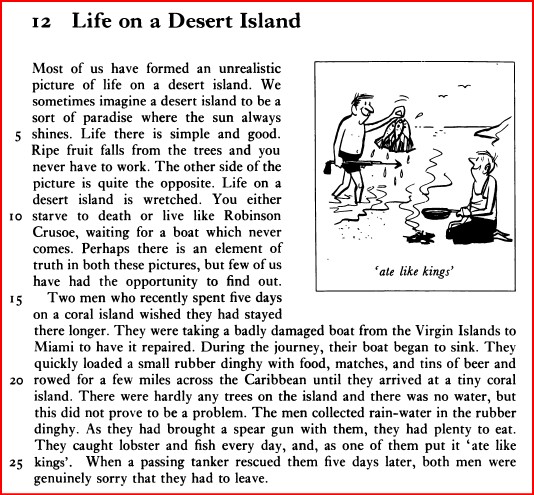 12 Life on a Desert Island
Most of us have formed an unrealistic
picture of life on a desert island. We
sometimes imagine a desert island to be a
sort of paradise where the sun always
5 shines. Life there is simple and good.
Ripe fruit falls from the trees and you
never have to work. The other side of the
picture is quite the opposite. Life on a
desert island is wretched. You either
10 starve to death or live like Robinson
Crusoe, waiting for a boat which never
comes. Perhaps there is an element of
truth in both these pictures, but few of us
have had the opportunity to find out.
'ate like kings'
15 Two men who recently spent five days
on a coral island wished they had stayed
there longer. They were taking a badly damaged boat from the Virgin Islands to
Miami to have it repaired. During the journey, their boat began to sink. They
quickly loaded a small rubber dinghy with food, matches, and tins of beer and
20 rowed for a few miles across the Caribbean until they arrived at a tiny coral
island. There were hardly any trees on the island and there was no water, but
this did not prove to be a problem. The men collected rain-water in the rubber
dinghy. As they had brought a spear gun with them, they had plenty to eat.
They caught lobster and fish every day, and, as one of them put it 'ate like
25 kings'. When a passing tanker rescued them five days later, both men were
genuinely sorry that they had to leave.